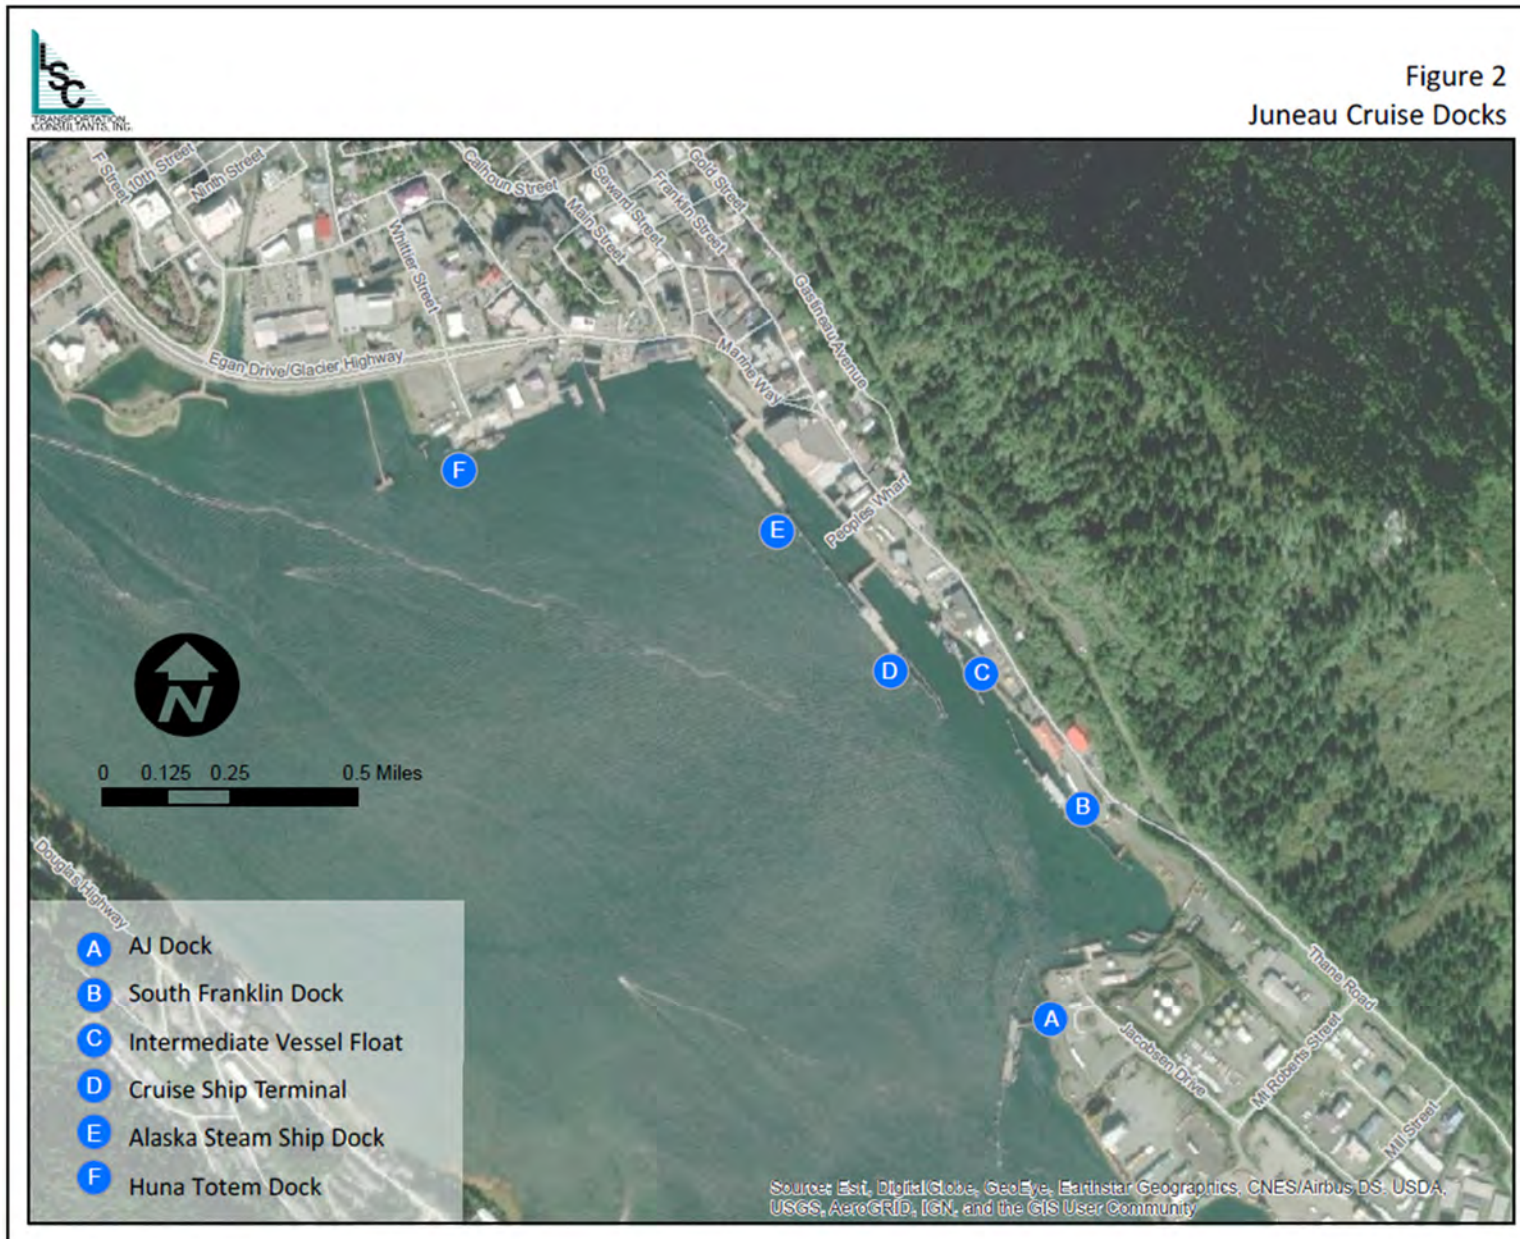 LSC
TRANSPORTATION
CONSULTANTS, INC.
Figure 2
Juneau Cruise Docks
F Street
10th Street
Ninth Street
Calhoun Street
Whittier Street
Main Street
Seward Street
Franklin Street
Gold Street
Gastineau Avenue
Egan Drive/Glacier Highway
Marine Way
Peoples Wharf
F
E
D
C
B
A
N
0 0.125 0.25 0.5 Miles
Douglas Highway
Thane Road
Jacobsen Drive
Mt Roberts Street
Mill Street
A AJ Dock
B South Franklin Dock
C Intermediate Vessel Float
D Cruise Ship Terminal
E Alaska Steam Ship Dock
F Huna Totem Dock
Source: Esri, DigitalGlobe, GeoEye, Earthstar Geographics, CNES/Airbus DS, USDA,
USGS, AeroGRID, IGN, and the GIS User Community